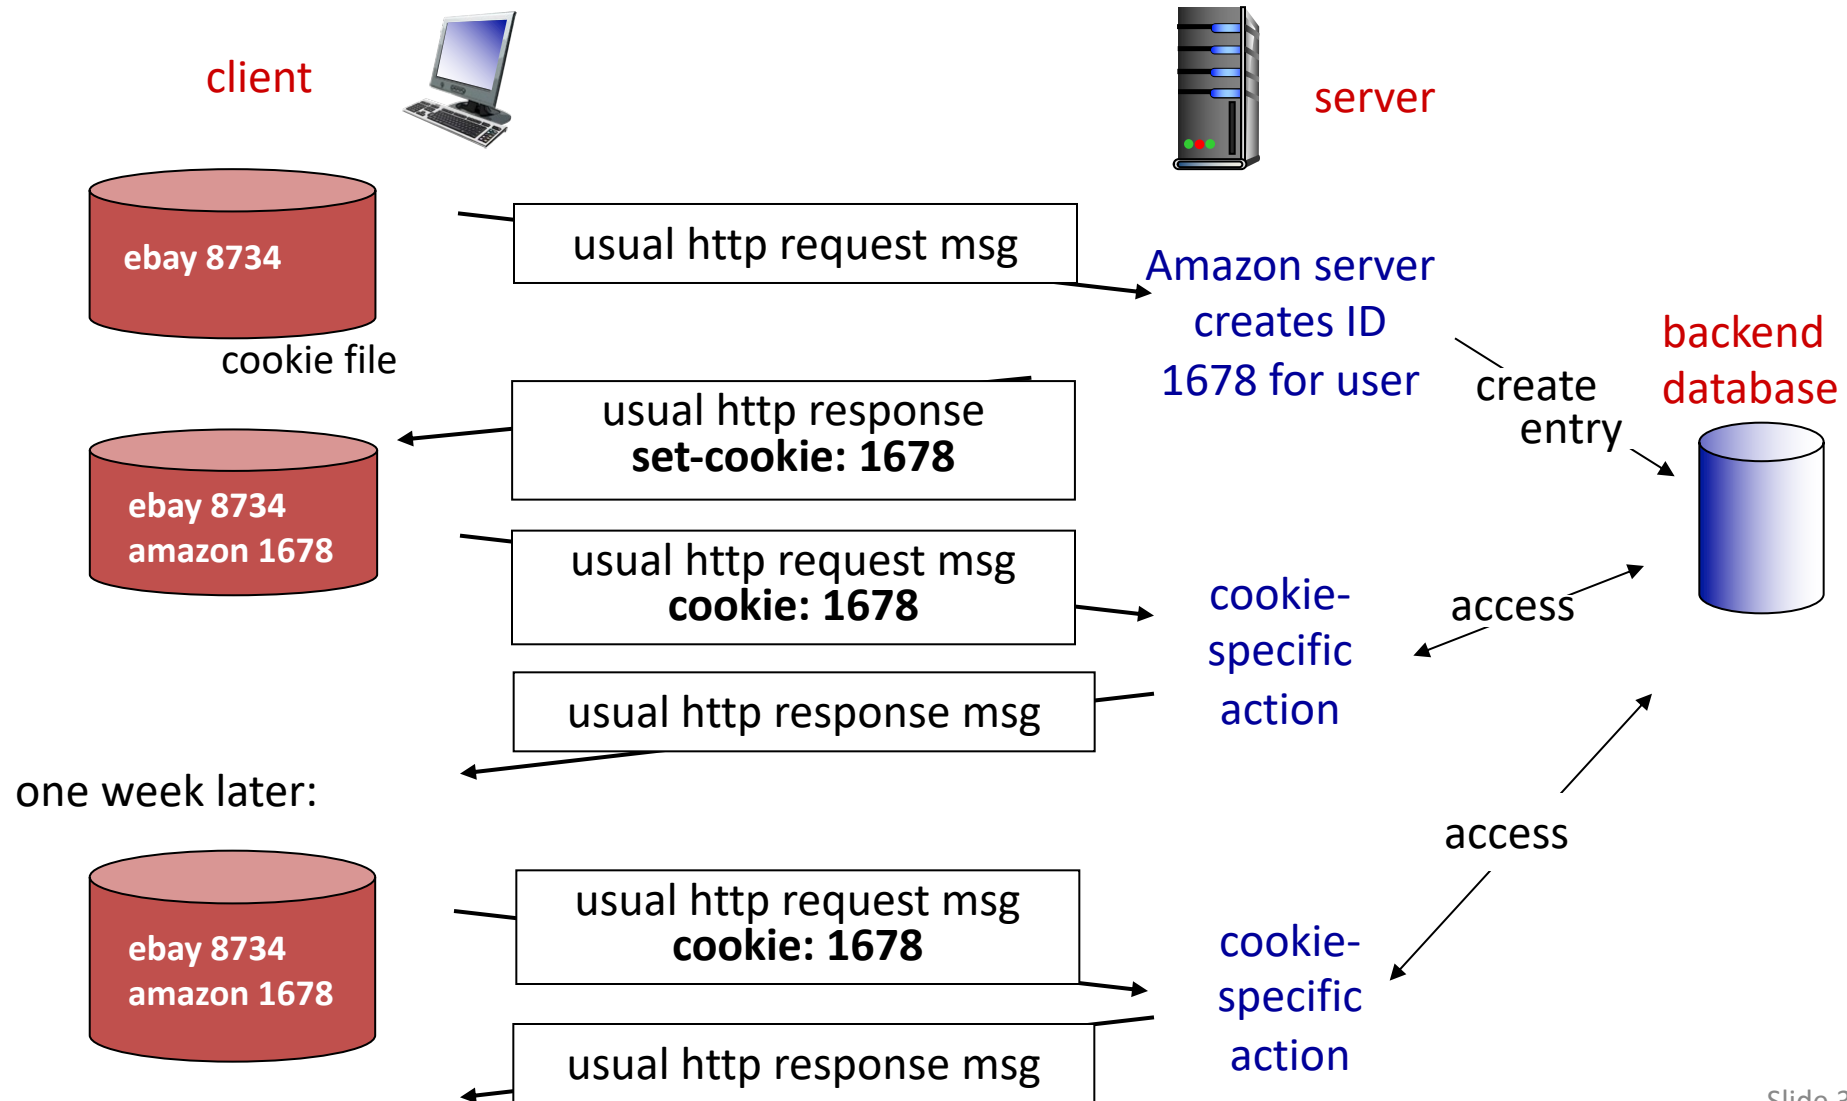 client
server
ebay 8734
cookie file
usual http request msg
Amazon server
creates ID
1678 for user
create
entry
backend
database
usual http response
set-cookie: 1678
ebay 8734
amazon 1678
usual http request msg
cookie: 1678
cookie-
specific
action
access
usual http response msg
one week later:
access
ebay 8734
amazon 1678
usual http request msg
cookie: 1678
cookie-
specific
action
usual http response msg
Slide